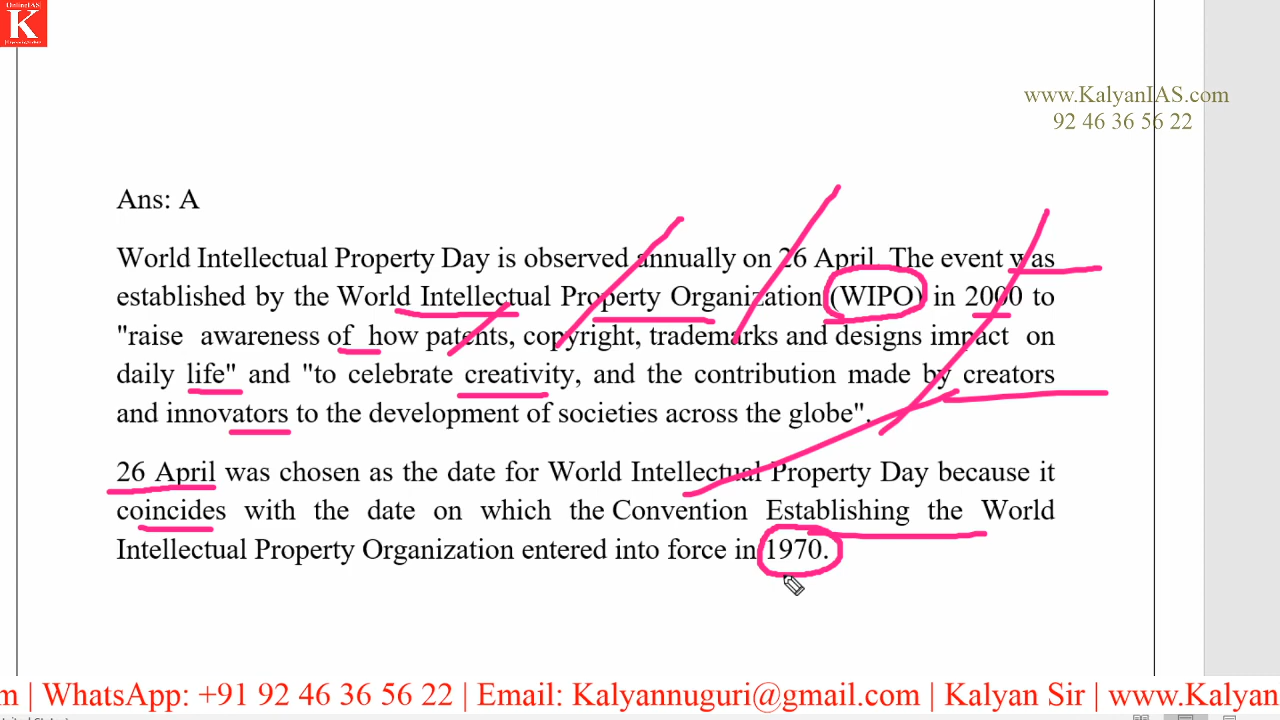 OnlineIAS
K
www.KalyanIAS.com
92 46 36 56 22
Ans: A
World Intellectual Property Day is observed annually on 26 April. The event was
established by the World Intellectual Property Organization (WIPO) in 2000 to
"raise awareness of how patents, copyright, trademarks and designs impact on
daily life" and "to celebrate creativity, and the contribution made by creators
and innovators to the development of societies across the globe".
26 April was chosen as the date for World Intellectual Property Day because it
coincides with the date on which the Convention Establishing the World
Intellectual Property Organization entered into force in 1970.
m | WhatsApp: +91 92 46 36 56 22 | Email: Kalyannuguri@gmail.com | Kalyan Sir | www.Kalyan